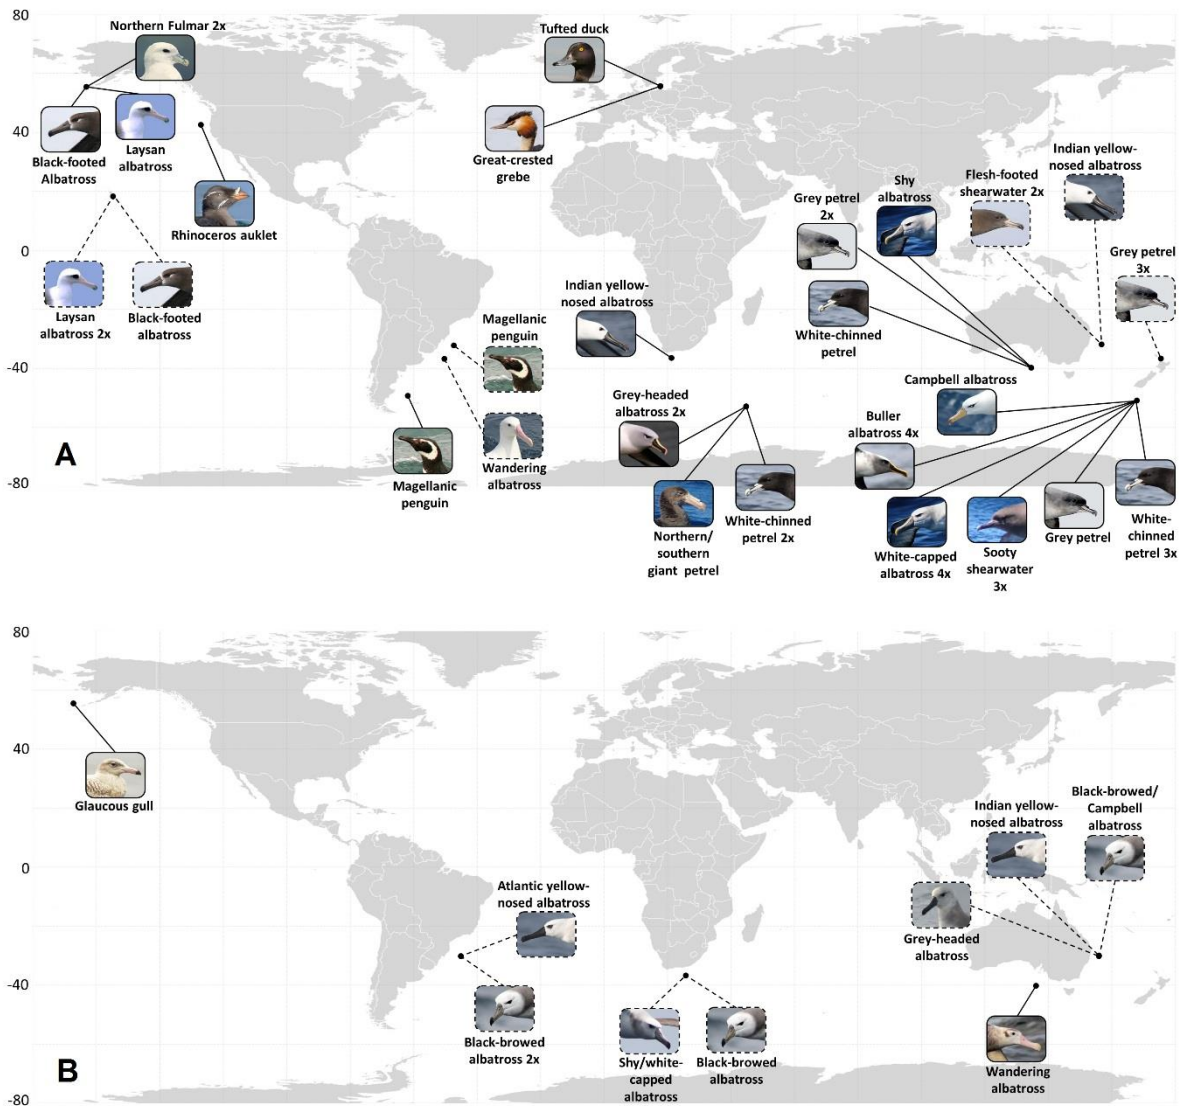 80
Northern Fulmar 2x
Tufted duck
40
Black-footed
Albatross
Laysan
albatross
Great-crested
grebe
Indian yellow-
nosed albatross
Shy
albatross
Flesh-footed
shearwater 2x
Grey petrel
2x
Rhinoceros auklet
0
Grey petrel
3x
Laysan
albatross 2x
Black-footed
albatross
Indian yellow-
nosed albatross
Magellanic
penguin
White-chinned
petrel
-40
Campbell albatross
Grey-headed
albatross 2x
Buller
albatross 4x
A
Wandering
albatross
-80
Magellanic
penguin
Northern/
southern
giant petrel
White-chinned
petrel 2x
White-capped
albatross 4x
Sooty
shearwater
3x
Grey petrel
White-
chinned
petrel 3x
80
40
Glaucous gull
Black-browed/
Campbell
albatross
Indian yellow-
nosed albatross
0
Atlantic yellow-
nosed albatross
Grey-headed
albatross
-40
Black-browed
albatross 2x
Shy/white-
capped
albatross
Black-browed
albatross
Wandering
albatross
B
-80